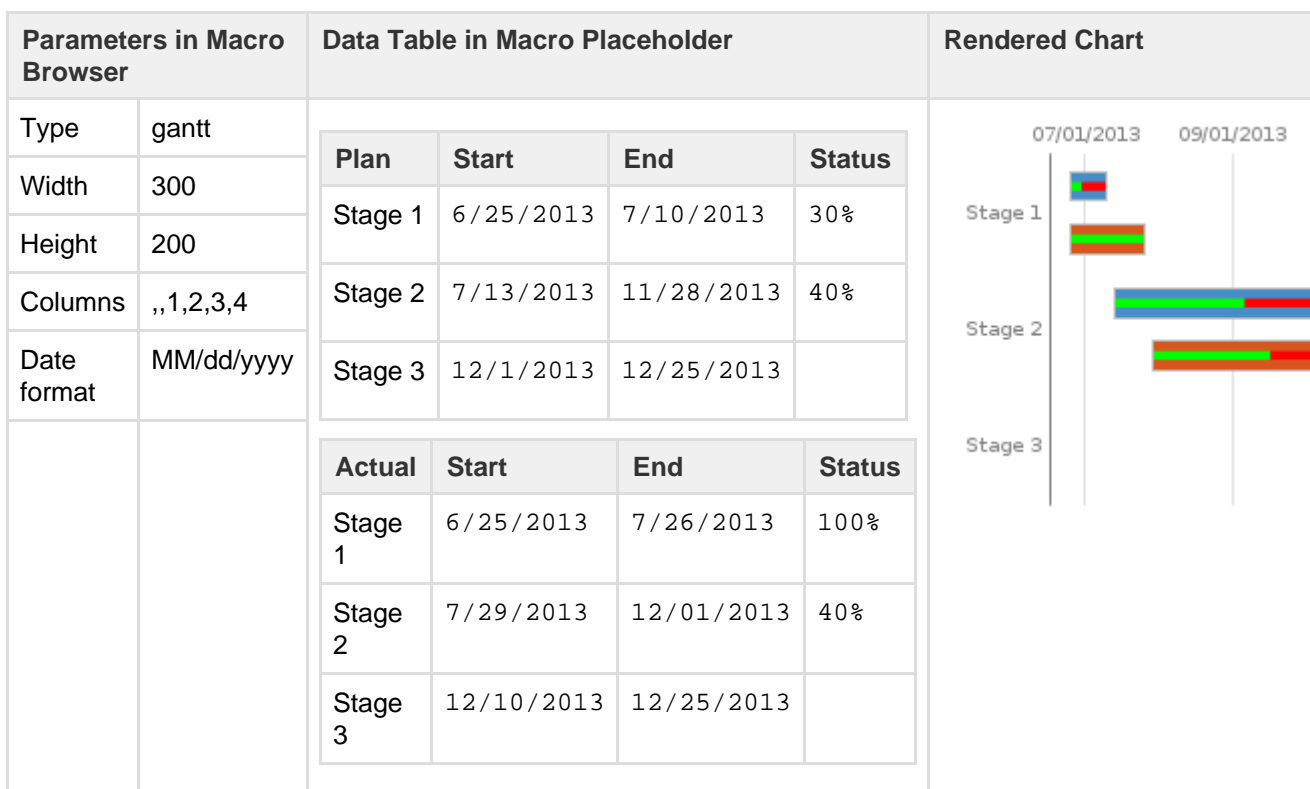 Parameters in Macro
Browser
Data Table in Macro Placeholder
Rendered Chart
Type gantt
Width 300
Height 200
Columns ,,1,2,3,4
Date
format
MM/dd/yyyy
Plan Start End Status
Stage 1 6/25/2013 7/10/2013 30%
Stage 2 7/13/2013 11/28/2013 40%
Stage 3 12/1/2013 12/25/2013
Actual Start End Status
Stage
1
6/25/2013 7/26/2013 100%
Stage
2
7/29/2013 12/01/2013 40%
Stage
3
12/10/2013 12/25/2013
07/01/2013 09/01/2013
Stage 1
Stage 2
Stage 3